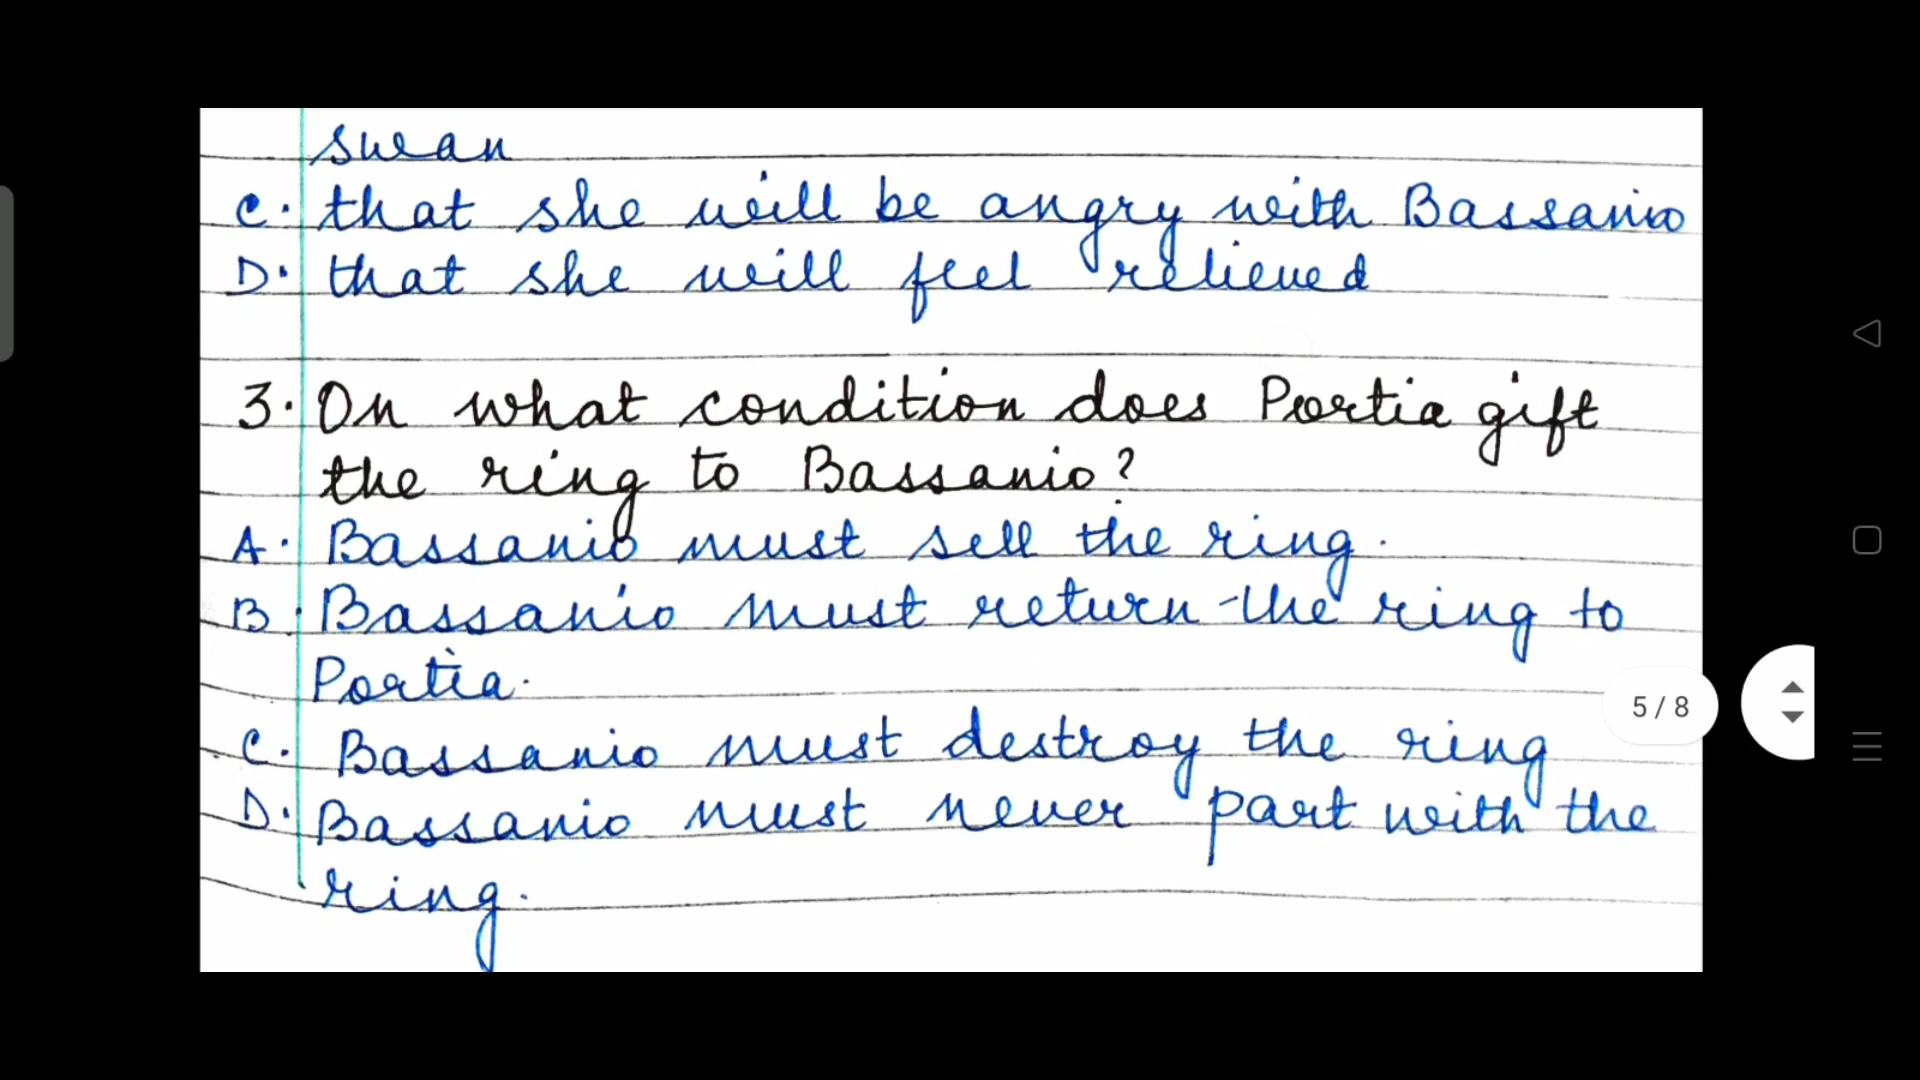 swan
C. that she will be angry with Bassanio
D. that she will feel relieved
3. On what condition does Portia gift
the ring to Bassanio?
A. Bassanio must sell the ring.
B. Bassanio must return the ring to
Portia.
C. Bassanio must destroy the ring
D. Bassanio must never part with the
ring.
5/8